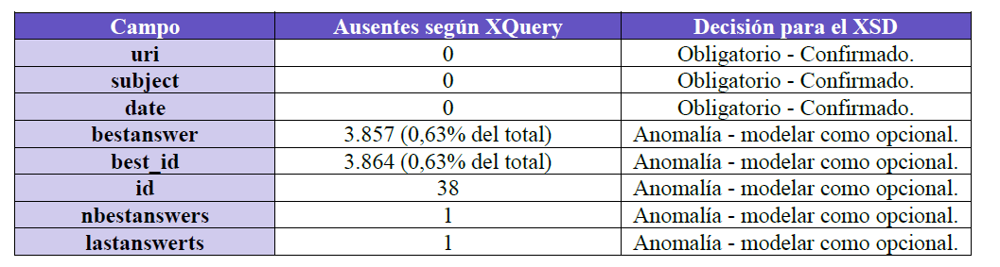 Campo Ausentes según XQuery Decisión para el XSD
uri 0 Obligatorio - Confirmado.
subject 0 Obligatorio - Confirmado.
date 0 Obligatorio - Confirmado.
bestanswer 3.857 (0,63% del total) Anomalía - modelar como opcional.
best_id 3.864 (0,63% del total) Anomalía - modelar como opcional.
id 38 Anomalía - modelar como opcional.
nbestanswers 1 Anomalía - modelar como opcional.
lastanswerts 1 Anomalía - modelar como opcional.